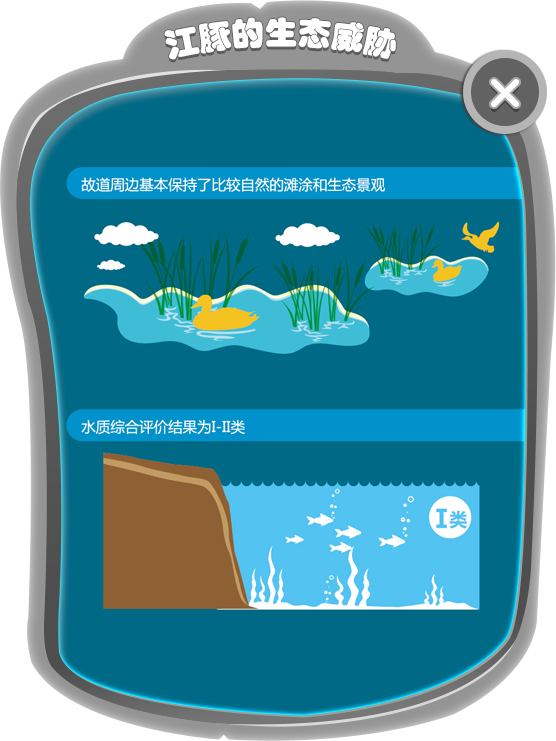 江豚的生态威胁
故道周边基本保持了比较自然的滩涂和生态景观
水质综合评价结果为I-II类
I类